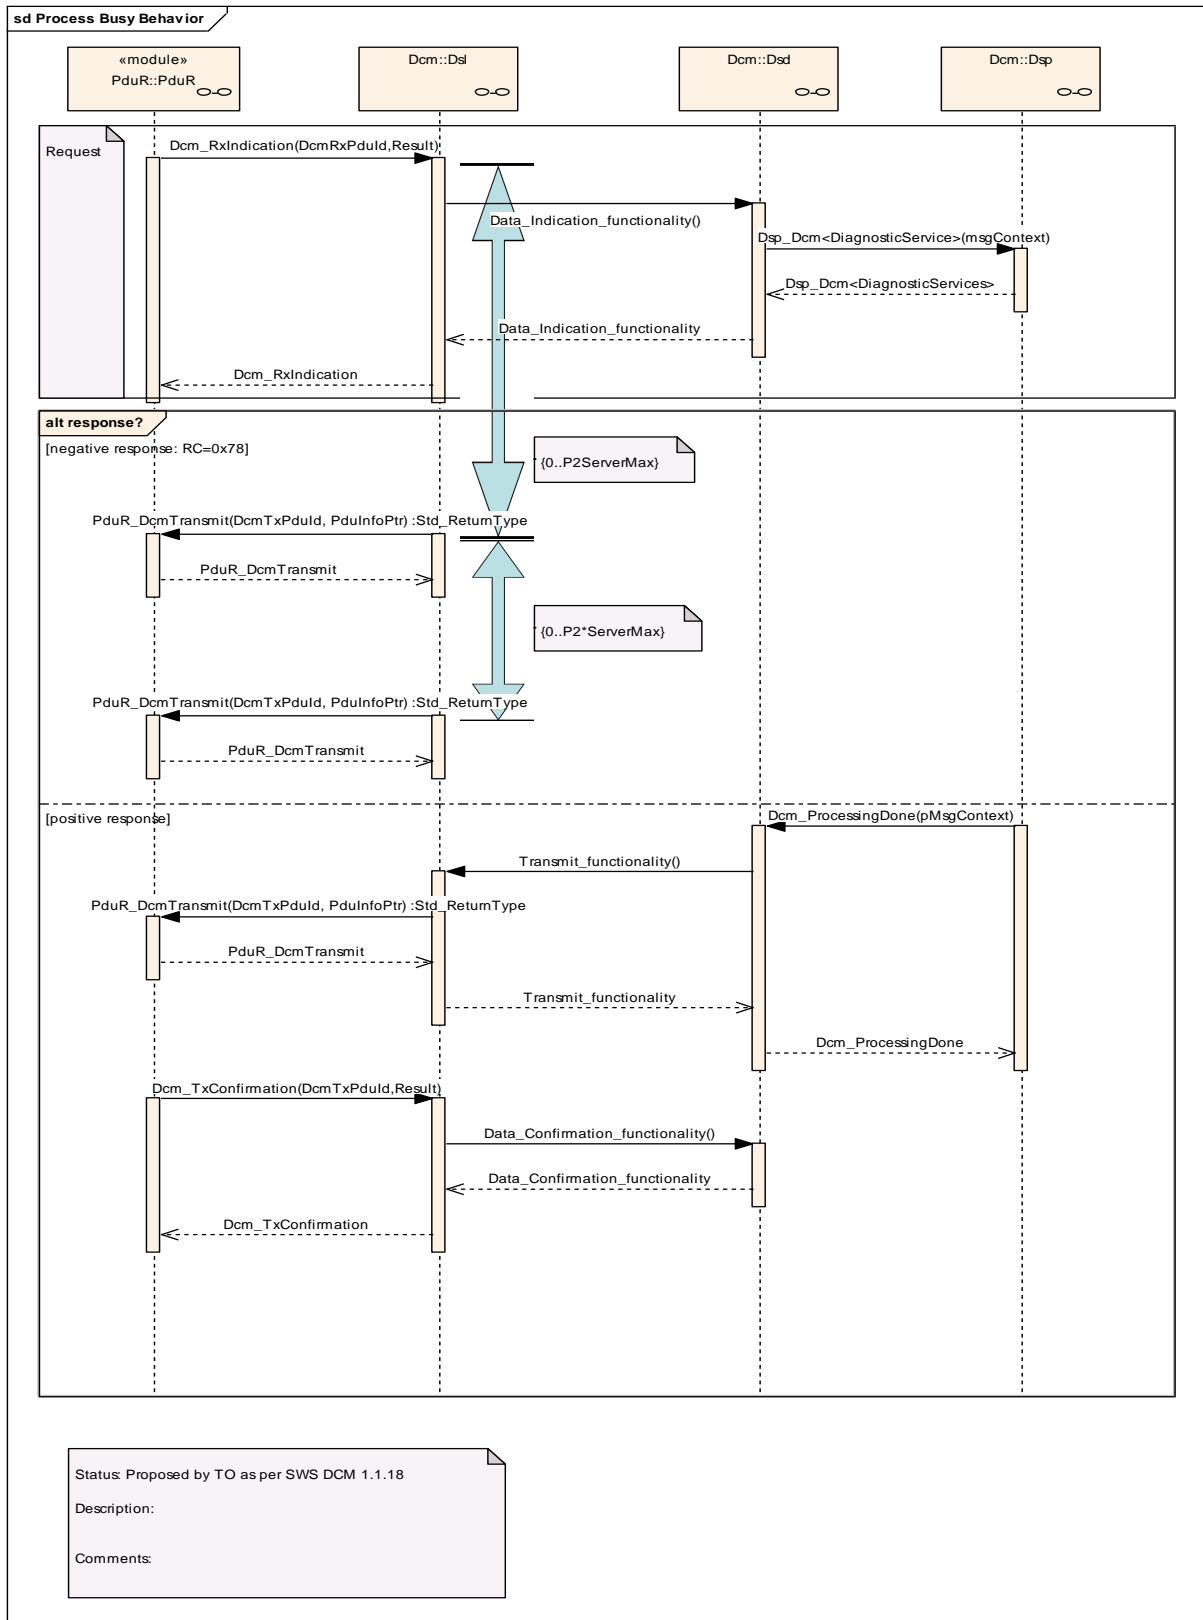 sd Process Busy Behavior
«module»
PduR::PduR
Dcm::Dsl
Dcm::Dsd
Dcm::Dsp
Request
Dcm_RxIndication(DcmRxPduId,Result)
Data_Indication_functionality()
Dsp_Dcm<DiagnosticService>(msgContext)
Dsp_Dcm<DiagnosticServices>
Data_Indication_functionality
Dcm_RxIndication
alt response?
[negative response: RC=0x78]
{0..P2ServerMax}
PduR_DcmTransmit(DcmTxPduId, PduInfoPtr) :Std_ReturnType
PduR_DcmTransmit
{0..P2*ServerMax}
PduR_DcmTransmit(DcmTxPduId, PduInfoPtr) :Std_ReturnType
PduR_DcmTransmit
[positive response]
Dcm_ProcessingDone(pMsgContext)
Transmit_functionality()
PduR_DcmTransmit(DcmTxPduId, PduInfoPtr) :Std_ReturnType
PduR_DcmTransmit
Transmit_functionality
Dcm_ProcessingDone
Dcm_TxConfirmation(DcmTxPduId,Result)
Data_Confirmation_functionality()
Data_Confirmation_functionality
Dcm_TxConfirmation
Status: Proposed by TO as per SWS DCM 1.1.18
Description:
Comments: